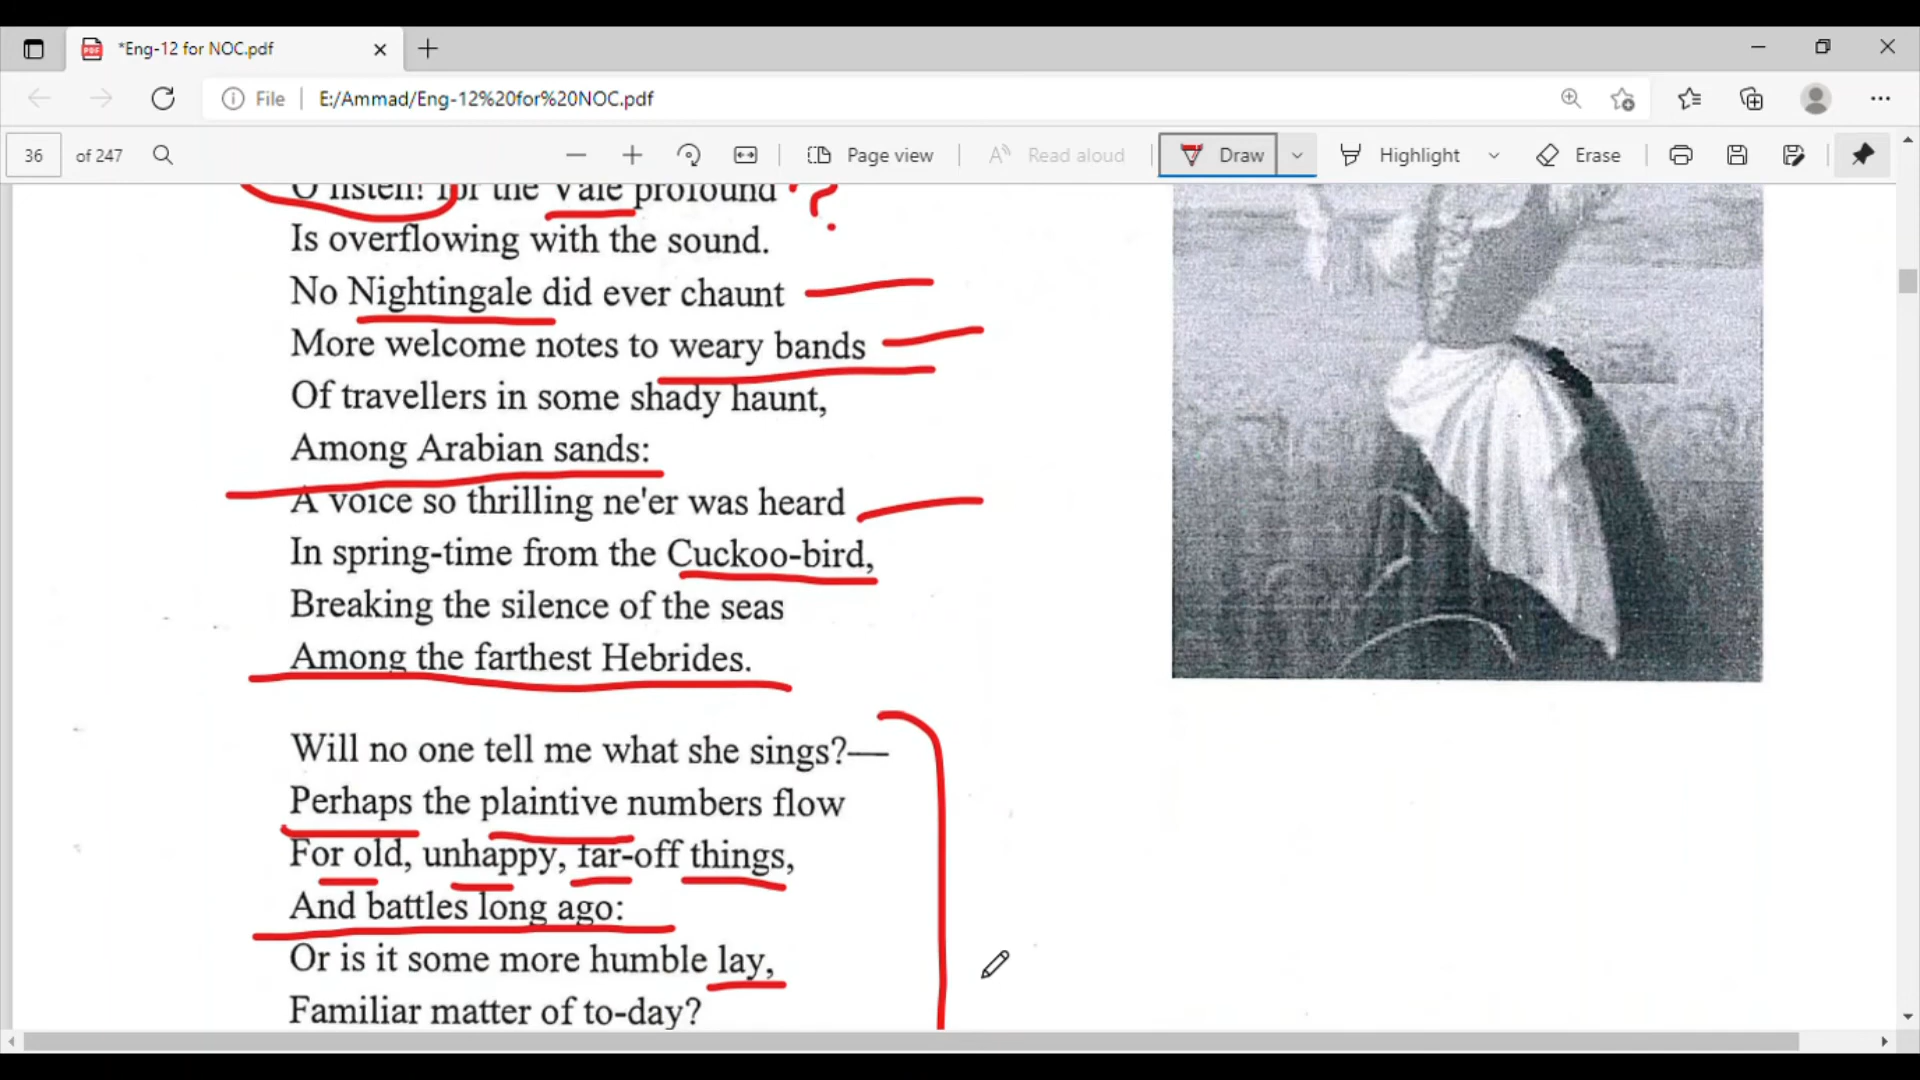 *Eng-12 for NOC.pdf
File
E:/Ammad/Eng-12%20for%20NOC.pdf
36 of 247
Page view
Read aloud
Draw
Highlight
Erase
O listen! for the Vale profound ?
Is overflowing with the sound.
No Nightingale did ever chaunt
More welcome notes to weary bands
Of travellers in some shady haunt,
Among Arabian sands:
A voice so thrilling ne'er was heard
In spring-time from the Cuckoo-bird,
Breaking the silence of the seas
Among the farthest Hebrides.
Will no one tell me what she sings?—
Perhaps the plaintive numbers flow
For old, unhappy, far-off things,
And battles long ago:
Or is it some more humble lay,
Familiar matter of to-day?